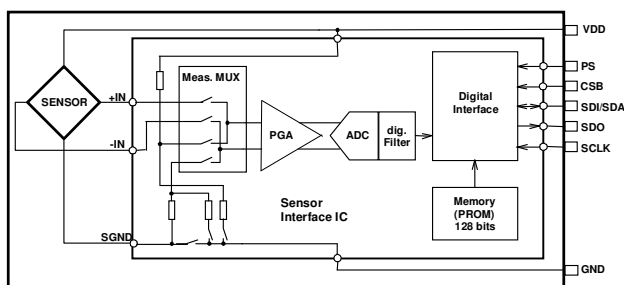 VDD
PS
CSB
SDI/SDA
SDO
SCLK
GND
SENSOR
+IN
-IN
SGND
Meas. MUX
PGA
ADC
dig.
Filter
Digital
Interface
Memory
(PROM)
128 bits
Sensor
Interface IC